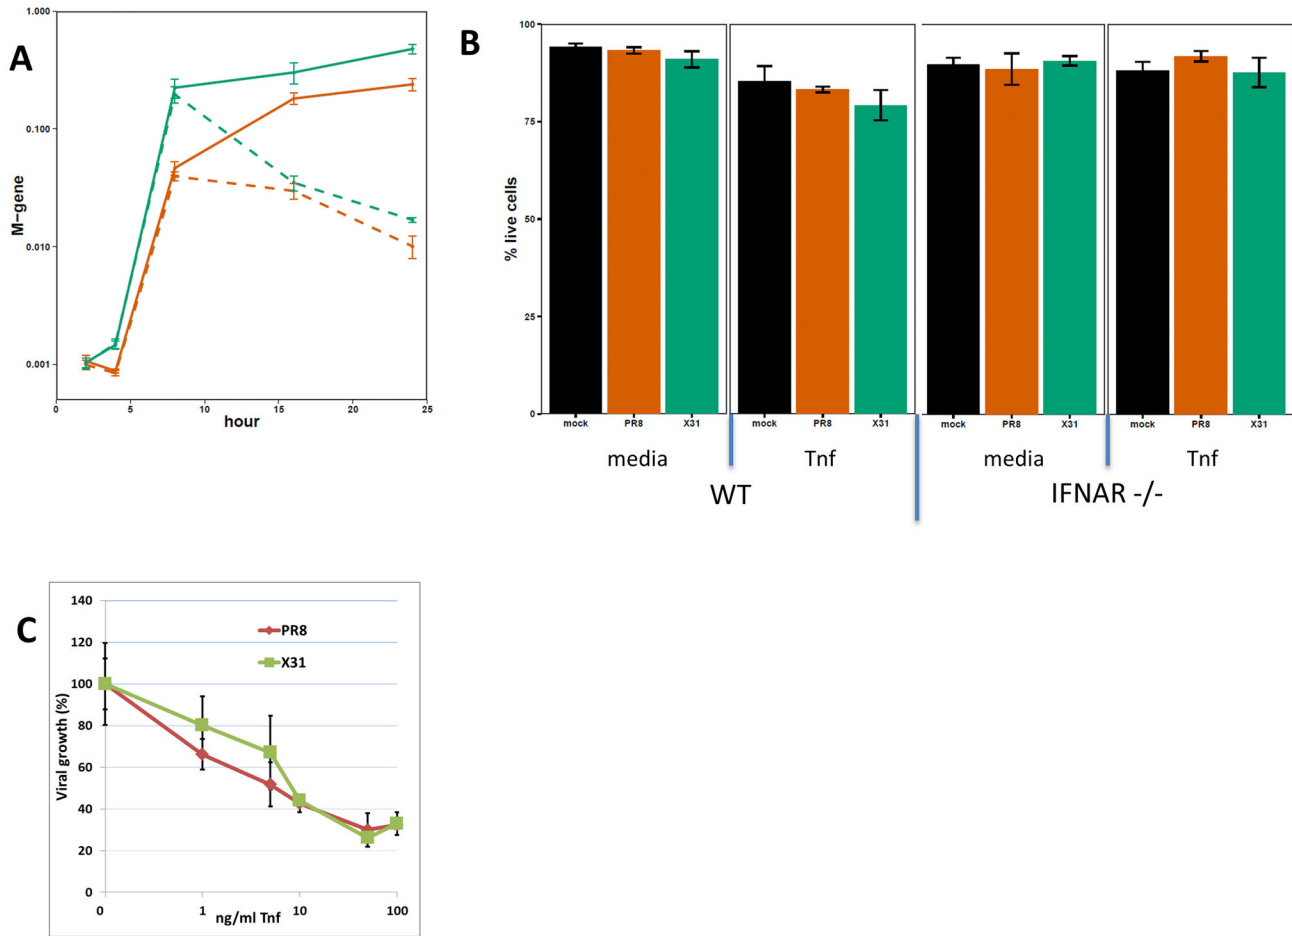 A
1.000
0.100
0.010
0.001
M-gene
0 5 10 15 20 25
hour
B
100
75
50
25
0
% live cells
mock PR8 X31 mock PR8 X31 mock PR8 X31 mock PR8 X31
media Tnf media Tnf
WT IFNAR -/-
C
140
120
100
80
60
40
20
0
Viral growth (%)
PR8
X31
0 1 10 100
ng/ml Tnf